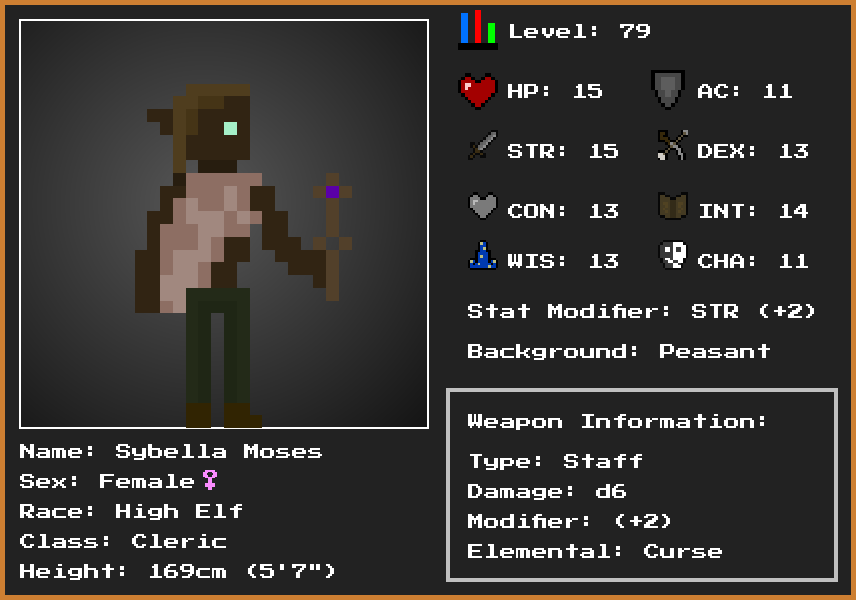 Level: 79
HP: 15 AC: 11
STR: 15 DEX: 13
CON: 13 INT: 14
WIS: 13 CHA: 11
Stat Modifier: STR (+2)
Background: Peasant
Weapon Information:
Type: Staff
Damage: d6
Modifier: (+2)
Elemental: Curse
Name: Sybella Moses
Sex: Female♀
Race: High Elf
Class: Cleric
Height: 169cm (5'7")